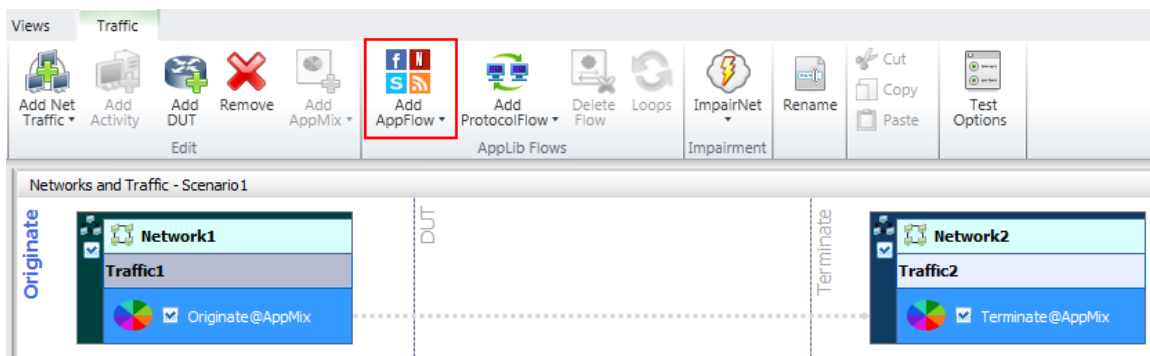 Views Traffic
Add Net Traffic
Add Activity
Add DUT
Remove
Add AppMix
f N S
Add AppFlow
Add ProtocolFlow
Delete Flow
Loops
ImpairNet
Rename
Cut
Copy
Paste
Test Options
Edit
AppLib Flows
Impairment
Networks and Traffic - Scenario1
Originate
Network1
Traffic1
Originate@AppMix
DUT
Terminate
Network2
Traffic2
Terminate@AppMix